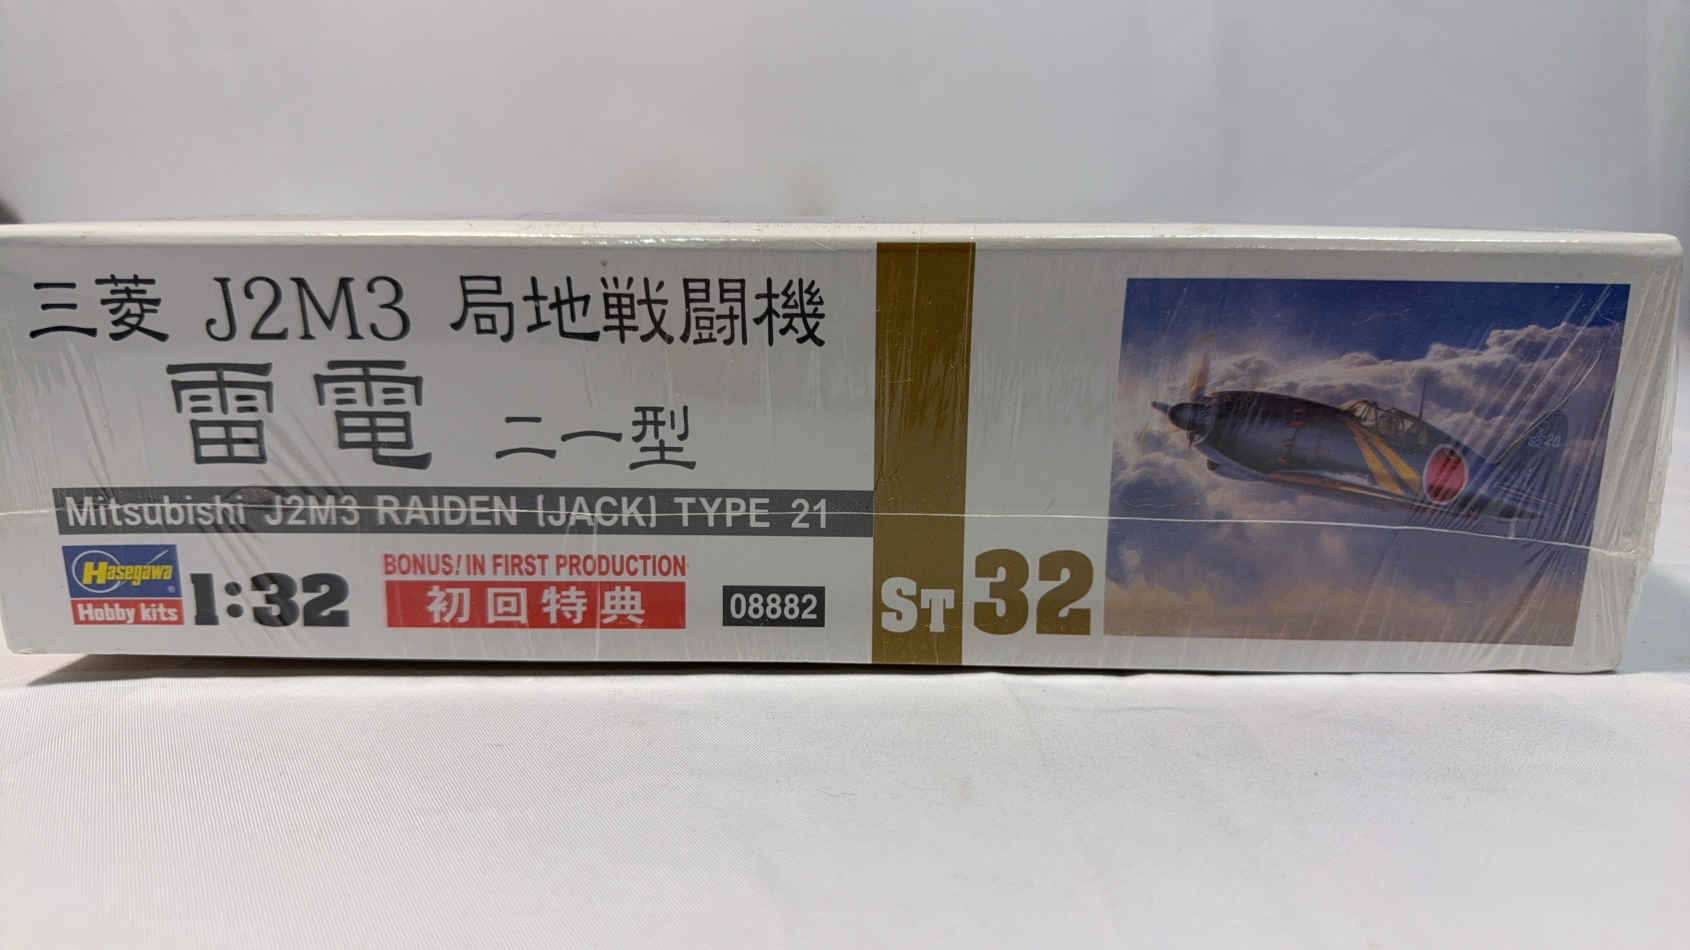 三菱 J2M3 局地戦闘機
雷電 二一型
Mitsubishi J2M3 RAIDEN (JACK) TYPE 21
Hasegawa
Hobby kits
1:32
BONUS! IN FIRST PRODUCTION
初回特典
08882
ST 32